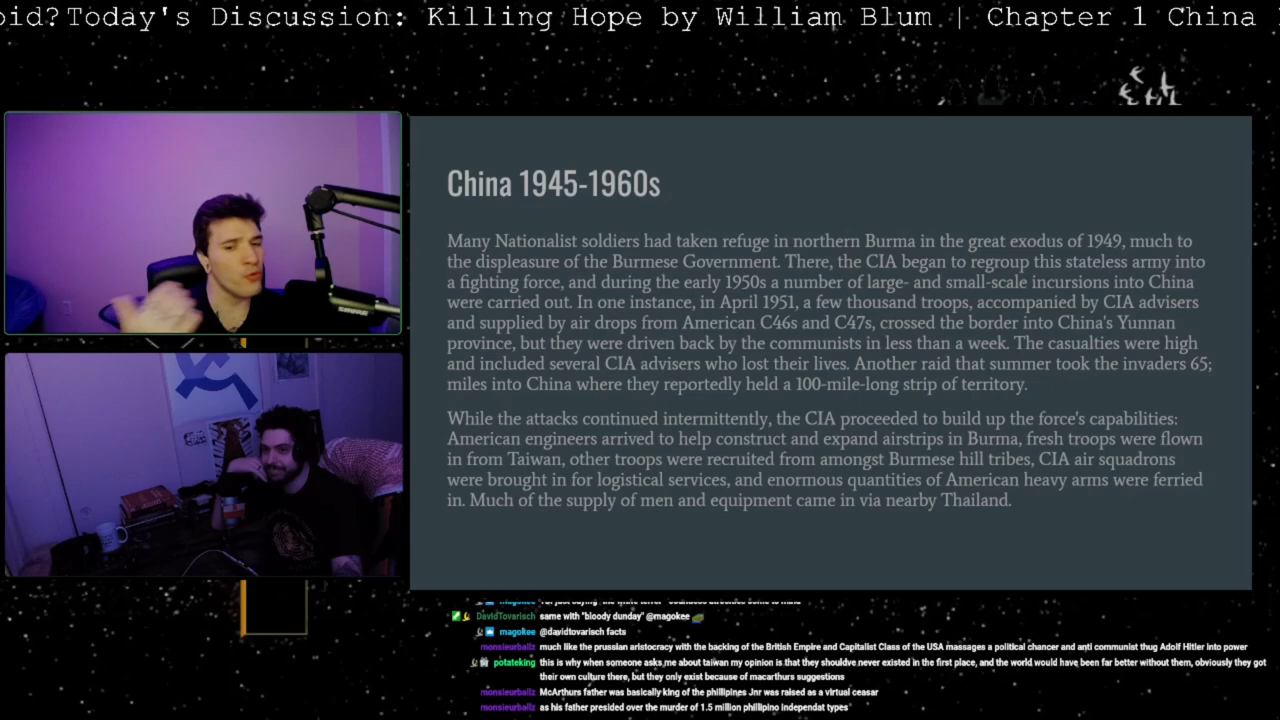 oid?Today's Discussion: Killing Hope by William Blum | Chapter 1 China
China 1945-1960s
Many Nationalist soldiers had taken refuge in northern Burma in the great exodus of 1949, much to
the displeasure of the Burmese Government. There, the CIA began to regroup this stateless army into
a fighting force, and during the early 1950s a number of large- and small-scale incursions into China
were carried out. In one instance, in April 1951, a few thousand troops, accompanied by CIA advisers
and supplied by air drops from American C46s and C47s, crossed the border into China's Yunnan
province, but they were driven back by the communists in less than a week. The casualties were high
and included several CIA advisers who lost their lives. Another raid that summer took the invaders 65;
miles into China where they reportedly held a 100-mile-long strip of territory.
While the attacks continued intermittently, the CIA proceeded to build up the force's capabilities:
American engineers arrived to help construct and expand airstrips in Burma, fresh troops were flown
in from Taiwan, other troops were recruited from amongst Burmese hill tribes, CIA air squadrons
were brought in for logistical services, and enormous quantities of American heavy arms were ferried
in. Much of the supply of men and equipment came in via nearby Thailand.
magokee
DavidTovarisch same with "bloody dunday" @magokee
magokee @davidtovarisch facts
monsieurballz much like the prussian aristocracy with the backing of the British Empire and Capitalist Class of the USA massages a political chancer and anti communist thug Adolf Hitler into power
potateking this is why when someone asks,me about taiwan my opinion is that they shouldve never existed in the first place, and the world would have been far better without them, obviously they got
their own culture there, but they only exist because of macarthurs suggestions
monsieurballz McArthurs father was basically king of the phillipines Jnr was raised as a virtual ceasar
monsieurballz as his father presided over the murder of 1.5 million phillipino independat types